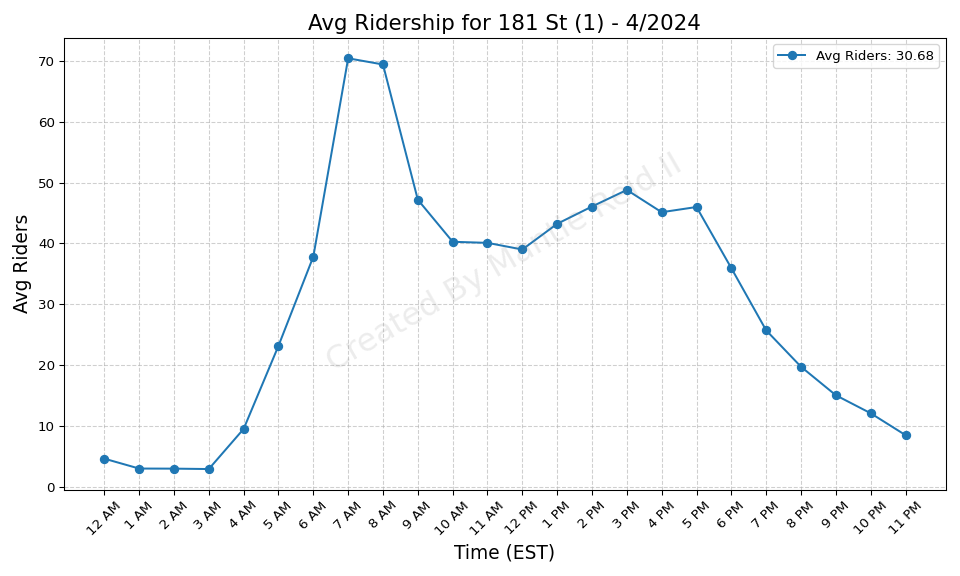 Avg Ridership for 181 St (1) - 4/2024
Avg Riders: 30.68
Avg Riders
70
60
50
40
30
20
10
0
Created By Mantie Reid II
12 AM
1 AM
2 AM
3 AM
4 AM
5 AM
6 AM
7 AM
8 AM
9 AM
10 AM
11 AM
12 PM
1 PM
2 PM
3 PM
4 PM
5 PM
6 PM
7 PM
8 PM
9 PM
10 PM
11 PM
Time (EST)